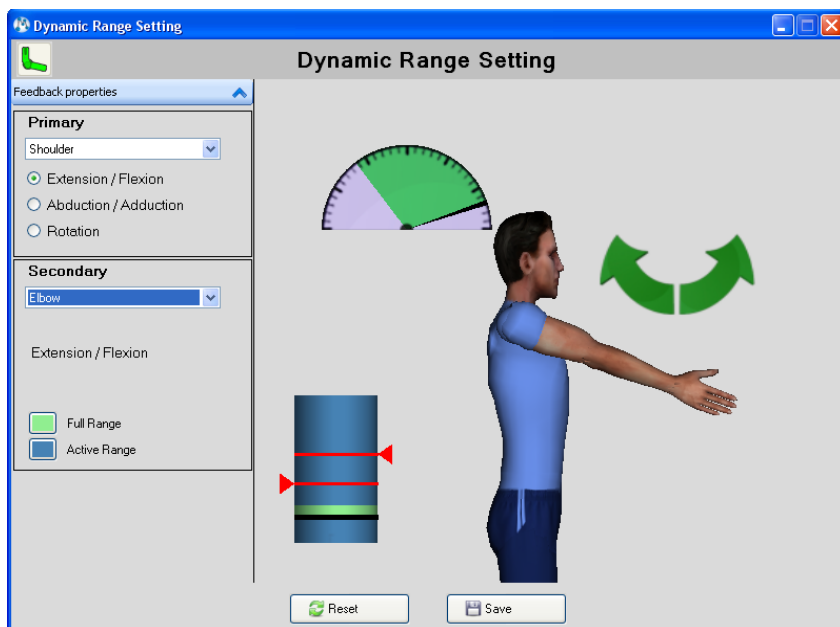 Dynamic Range Setting
Dynamic Range Setting
Feedback properties
Primary
Shoulder
Extension / Flexion
Abduction / Adduction
Rotation
Secondary
Elbow
Extension / Flexion
Full Range
Active Range
Reset
Save